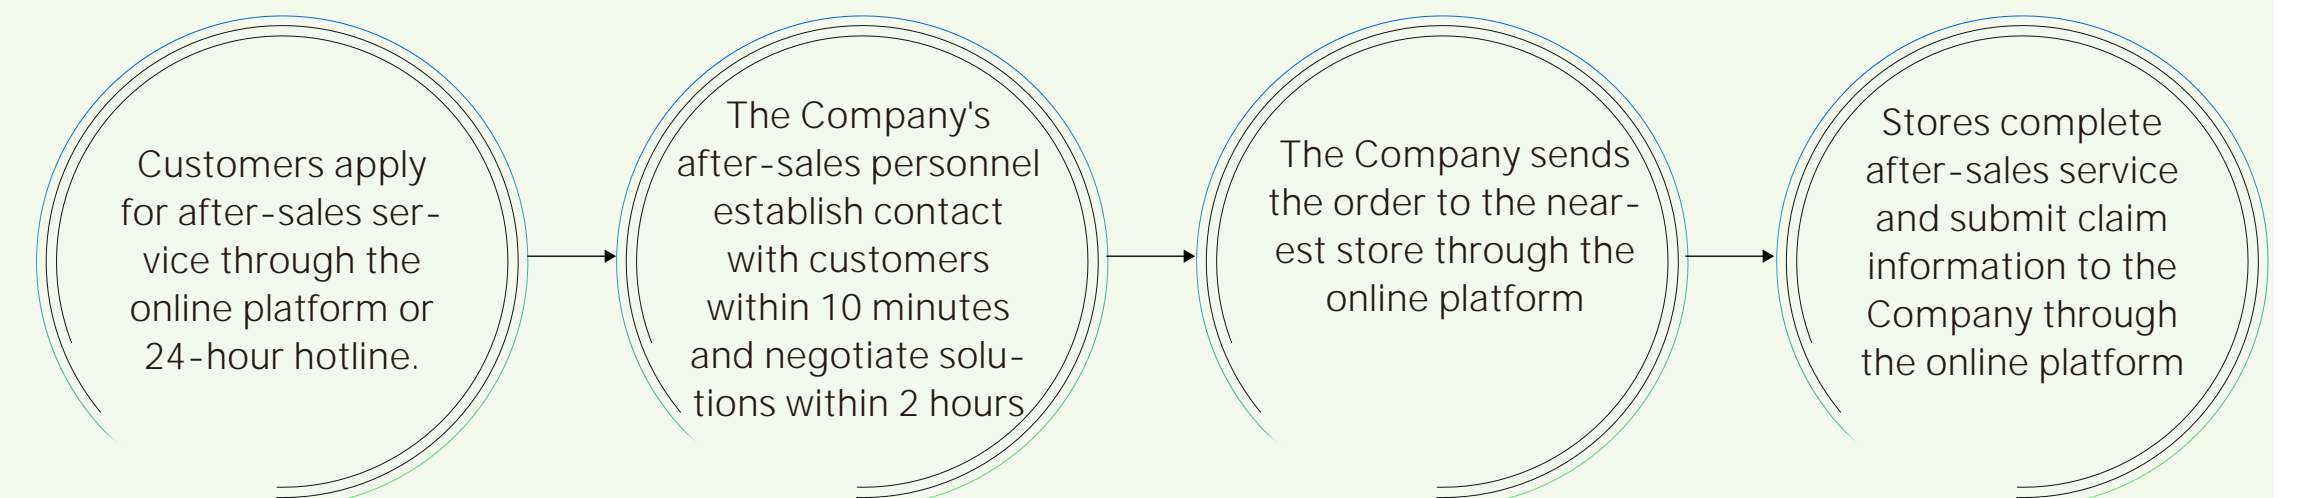 Customers apply
for after-sales ser-
vice through the
online platform or
24-hour hotline.
The Company's
after-sales personnel
establish contact
with customers
within 10 minutes
and negotiate solu-
tions within 2 hours
The Company sends
the order to the near-
est store through the
online platform
Stores complete
after-sales service
and submit claim
information to the
Company through
the online platform